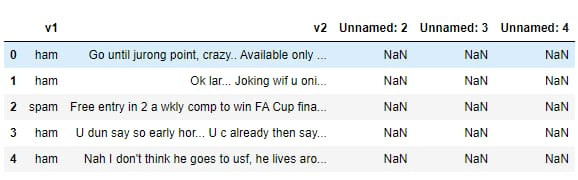 v1 v2 Unnamed: 2 Unnamed: 3 Unnamed: 4
0 ham Go until jurong point, crazy.. Available only ... NaN NaN NaN
1 ham Ok lar... Joking wif u oni... NaN NaN NaN
2 spam Free entry in 2 a wkly comp to win FA Cup fina... NaN NaN NaN
3 ham U dun say so early hor... U c already then say... NaN NaN NaN
4 ham Nah I don't think he goes to usf, he lives aro... NaN NaN NaN